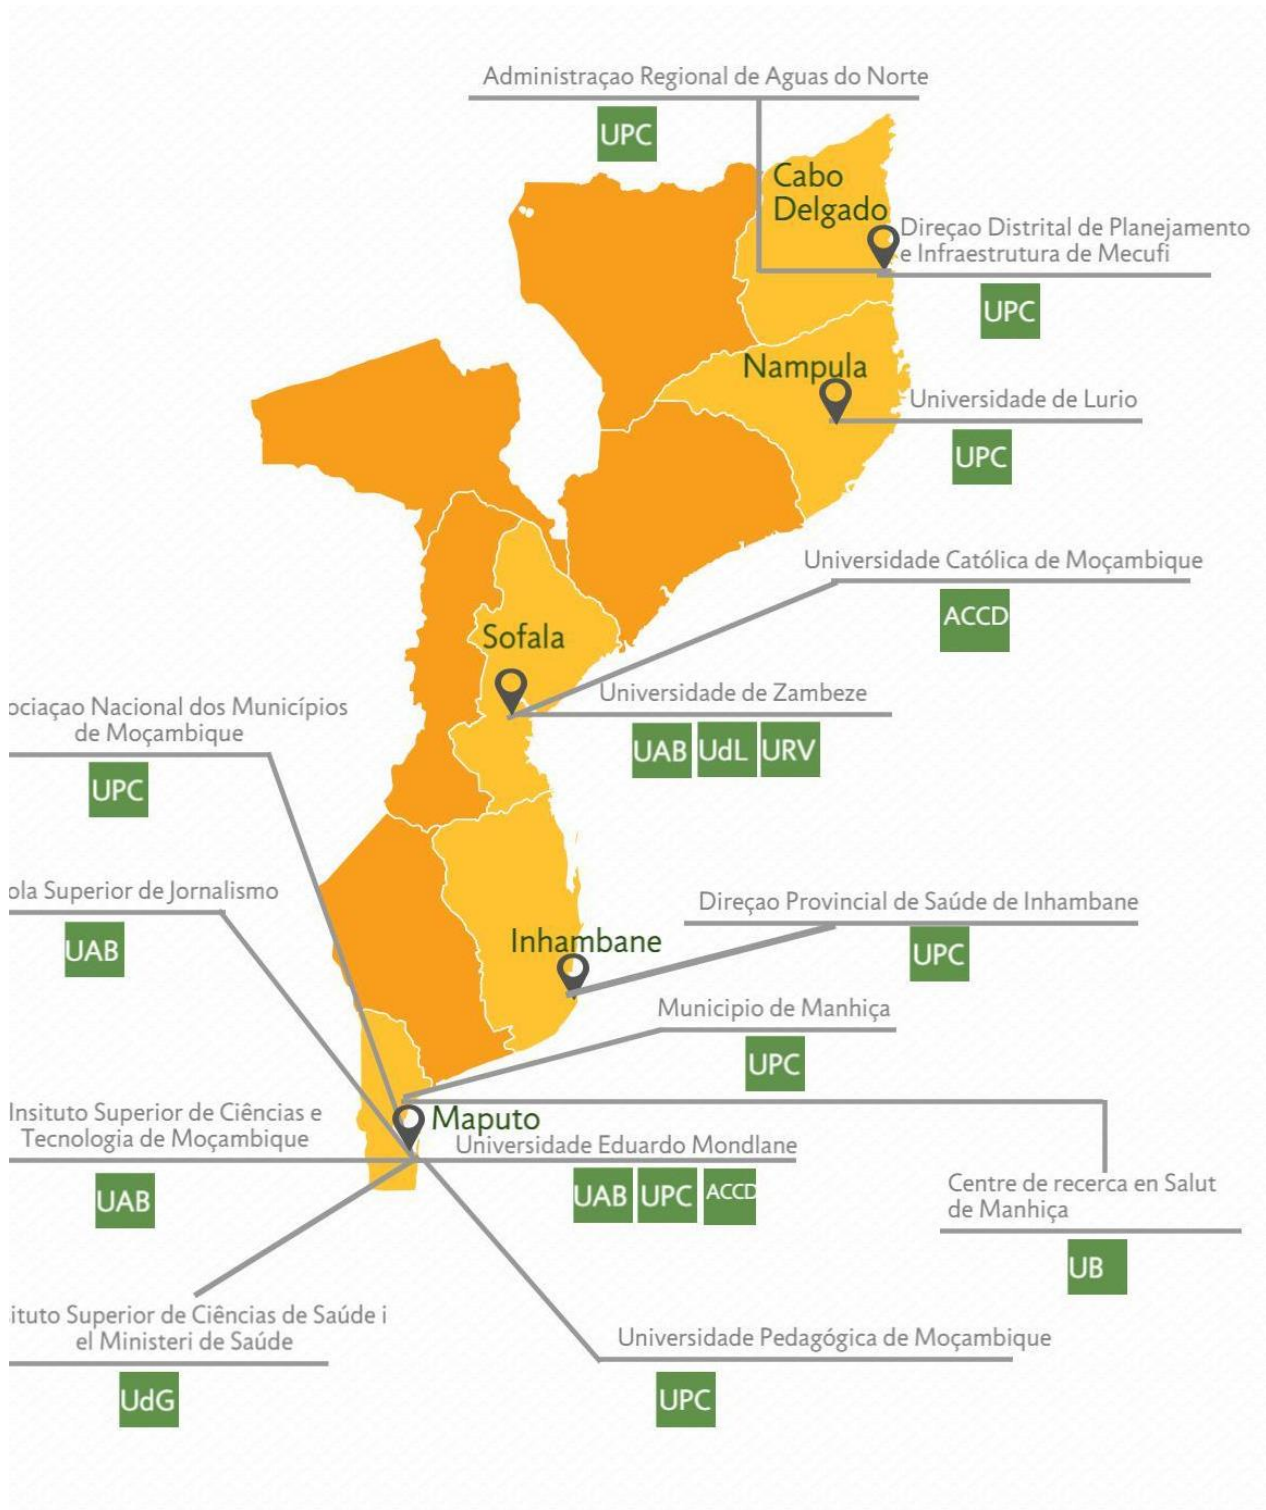 Administraçao Regional de Aguas do Norte
UPC
Cabo
Delgado
Direçao Distrital de Planejamento
e Infraestrutura de Mecufi
UPC
Nampula
Universidade de Lurio
UPC
Universidade Católica de Moçambique
ACCD
Sofala
Universidade de Zambeze
UAB UdL URV
ociaçao Nacional dos Municípios
de Moçambique
UPC
ola Superior de Jornalismo
UAB
Direçao Provincial de Saúde de Inhambane
UPC
Inhambane
Municipio de Manhiça
UPC
Insituto Superior de Ciências e
Tecnologia de Moçambique
UAB
Maputo
Universidade Eduardo Mondlane
UAB UPC ACCD
Centre de recerca en Salut
de Manhiça
UB
ituto Superior de Ciências de Saúde i
el Ministeri de Saúde
UdG
Universidade Pedagógica de Moçambique
UPC